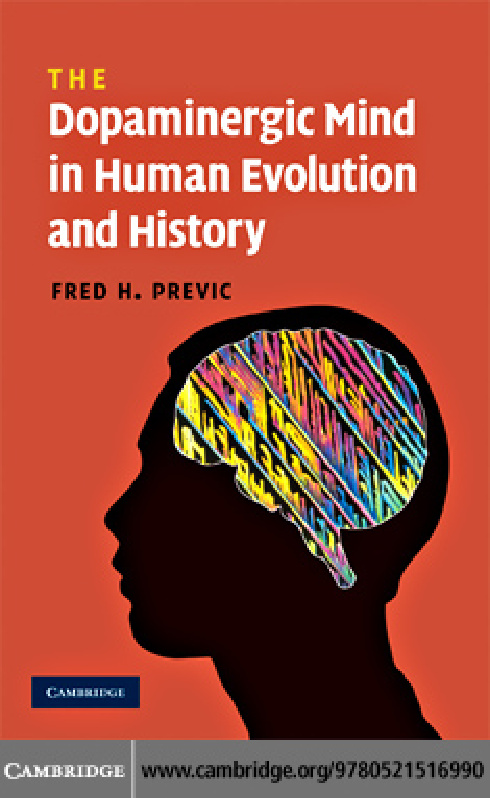 THE
Dopaminergic Mind
in Human Evolution
and History
FRED H. PREVIC
CAMBRIDGE
CAMBRIDGE www.cambridge.org/9780521516990